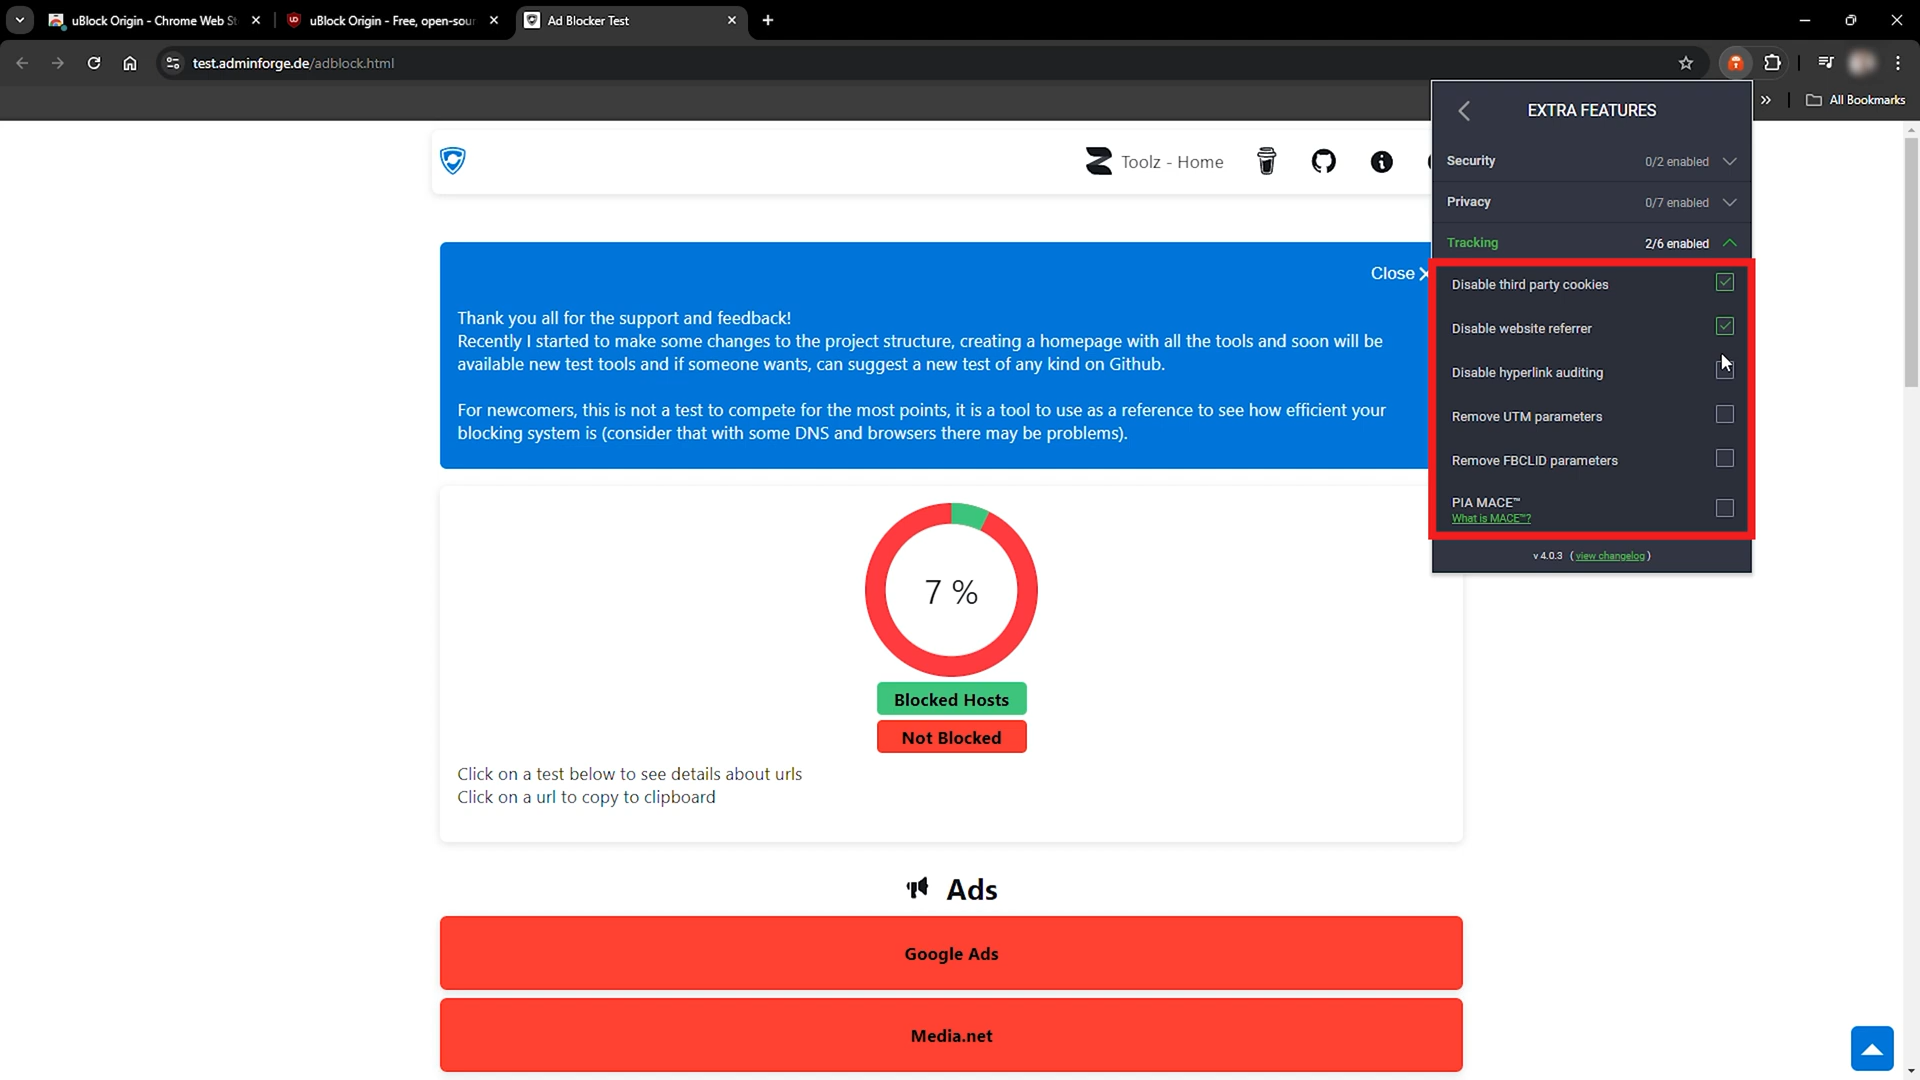 uBlock Origin - Chrome Web St
uBlock Origin - Free, open-sour
Ad Blocker Test
test.adminforge.de/adblock.html
All Bookmarks
EXTRA FEATURES
Security 0/2 enabled
Privacy 0/7 enabled
Tracking 2/6 enabled
Disable third party cookies
Disable website referrer
Disable hyperlink auditing
Remove UTM parameters
Remove FBCLID parameters
PIA MACE™
What is MACE™?
v 4.0.3 (view changelog)
Toolz - Home
Close
Thank you all for the support and feedback!
Recently I started to make some changes to the project structure, creating a homepage with all the tools and soon will be
available new test tools and if someone wants, can suggest a new test of any kind on Github.
For newcomers, this is not a test to compete for the most points, it is a tool to use as a reference to see how efficient your
blocking system is (consider that with some DNS and browsers there may be problems).
7 %
Blocked Hosts
Not Blocked
Click on a test below to see details about urls
Click on a url to copy to clipboard
Ads
Google Ads
Media.net